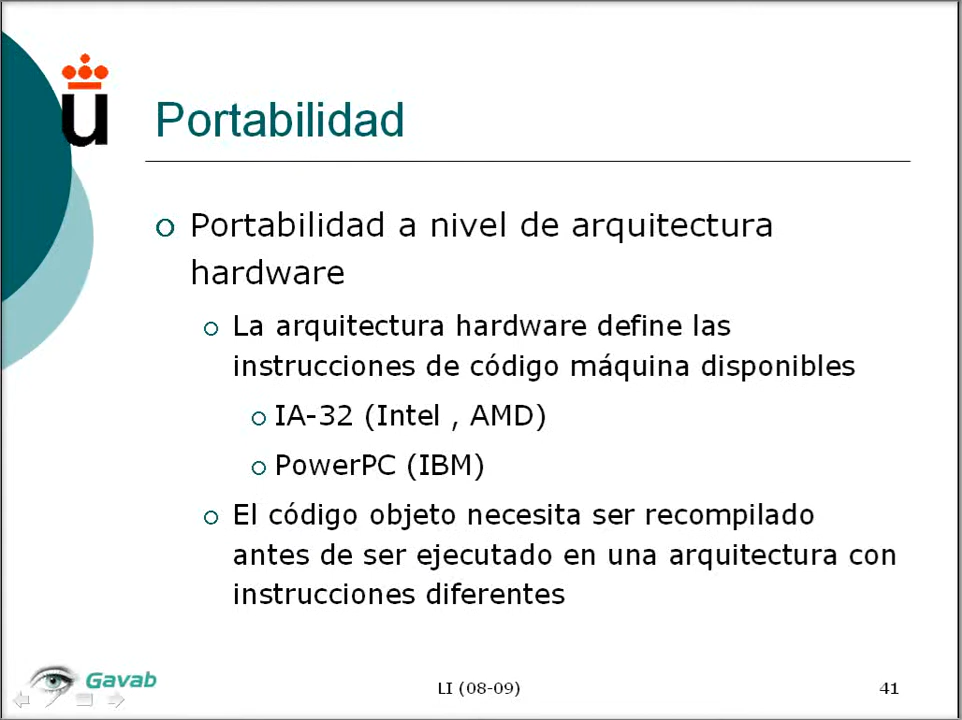 u
Portabilidad
Portabilidad a nivel de arquitectura
hardware
La arquitectura hardware define las
instrucciones de código máquina disponibles
IA-32 (Intel , AMD)
PowerPC (IBM)
El código objeto necesita ser recompilado
antes de ser ejecutado en una arquitectura con
instrucciones diferentes
Gavab
LI (08-09)
41